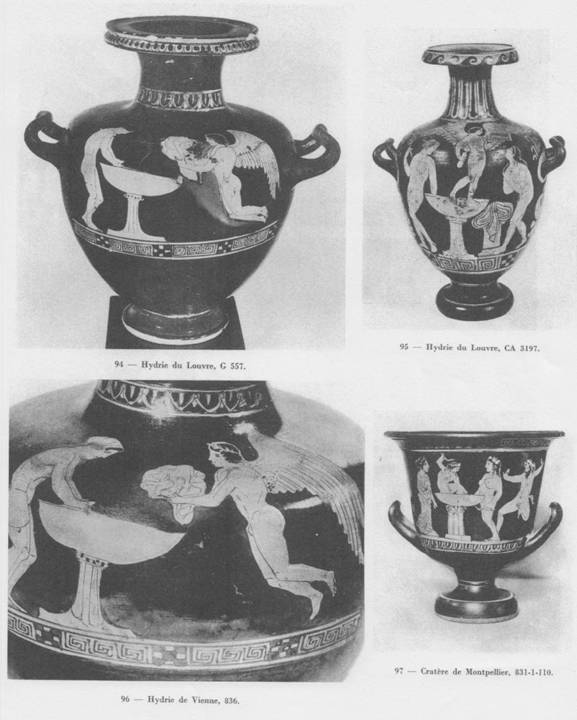 94 — Hydrie du Louvre, G 557.
95 — Hydrie du Louvre, CA 3197.
96 — Hydrie de Vienne, 836.
97 — Cratère de Montpellier, 831-1-110.